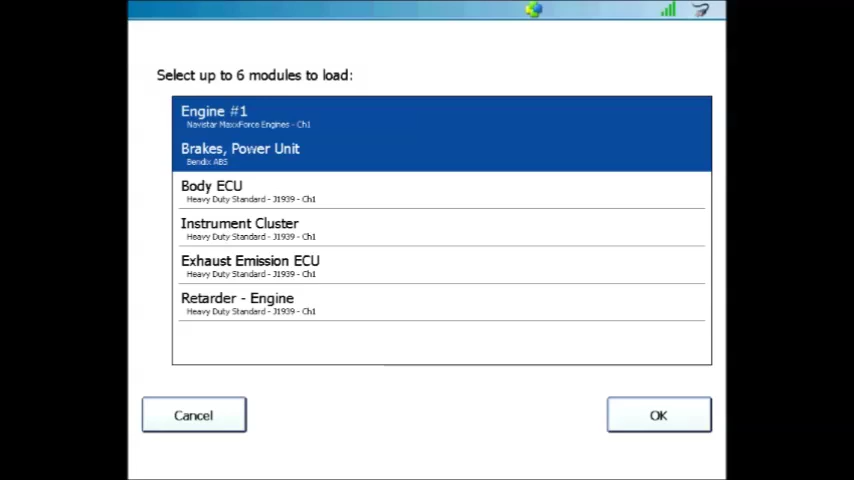 Select up to 6 modules to load:
Engine #1
Navistar MaxxForce Engines - Ch1
Brakes, Power Unit
Bendix ABS
Body ECU
Heavy Duty Standard - J1939 - Ch1
Instrument Cluster
Heavy Duty Standard - J1939 - Ch1
Exhaust Emission ECU
Heavy Duty Standard - J1939 - Ch1
Retarder - Engine
Heavy Duty Standard - J1939 - Ch1
Cancel
OK